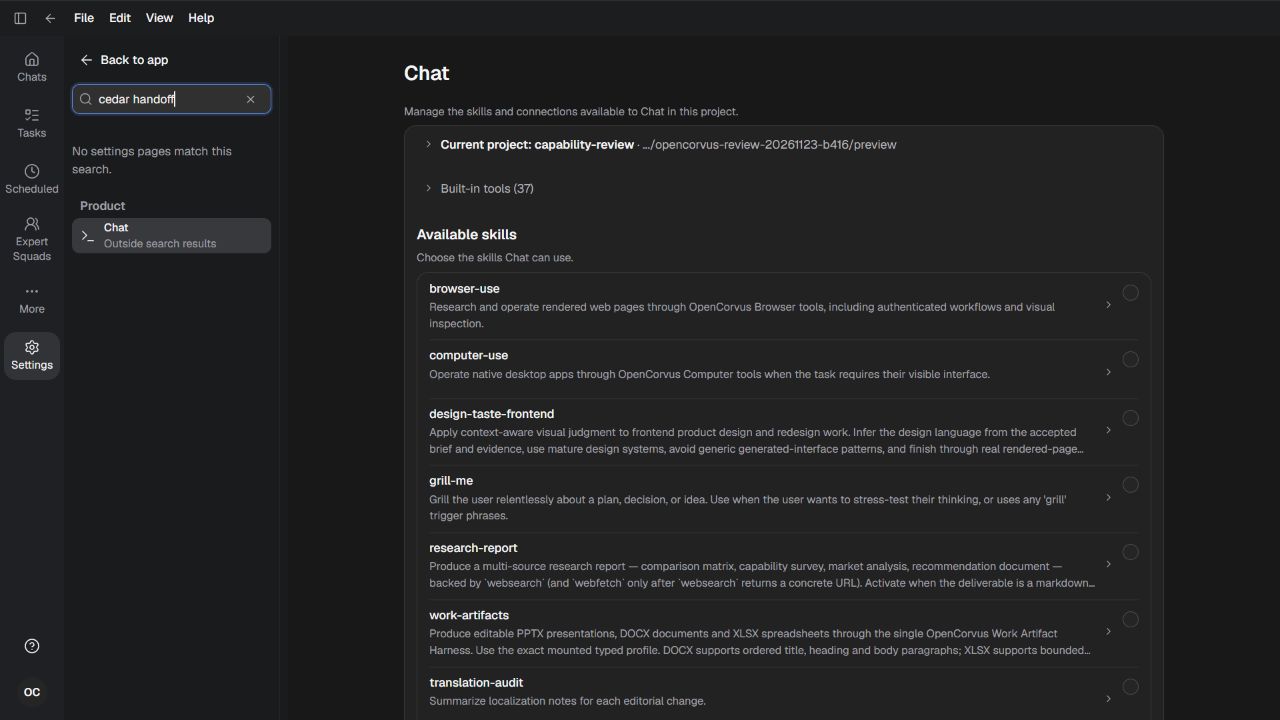 File Edit View Help
Chats
Tasks
Scheduled
Expert
Squads
More
Settings
OC
Back to app
cedar handoff
No settings pages match this
search.
Product
Chat
Outside search results
Chat
Manage the skills and connections available to Chat in this project.
Current project: capability-review · .../opencorvus-review-20261123-b416/preview
Built-in tools (37)
Available skills
Choose the skills Chat can use.
browser-use
Research and operate rendered web pages through OpenCorvus Browser tools, including authenticated workflows and visual
inspection.
computer-use
Operate native desktop apps through OpenCorvus Computer tools when the task requires their visible interface.
design-taste-frontend
Apply context-aware visual judgment to frontend product design and redesign work. Infer the design language from the accepted
brief and evidence, use mature design systems, avoid generic generated-interface patterns, and finish through real rendered-page...
grill-me
Grill the user relentlessly about a plan, decision, or idea. Use when the user wants to stress-test their thinking, or uses any 'grill'
trigger phrases.
research-report
Produce a multi-source research report — comparison matrix, capability survey, market analysis, recommendation document —
backed by `websearch` (and `webfetch` only after `websearch` returns a concrete URL). Activate when the deliverable is a markdown...
work-artifacts
Produce editable PPTX presentations, DOCX documents and XLSX spreadsheets through the single OpenCorvus Work Artifact
Harness. Use the exact mounted typed profile. DOCX supports ordered title, heading and body paragraphs; XLSX supports bounded...
translation-audit
Summarize localization notes for each editorial change.